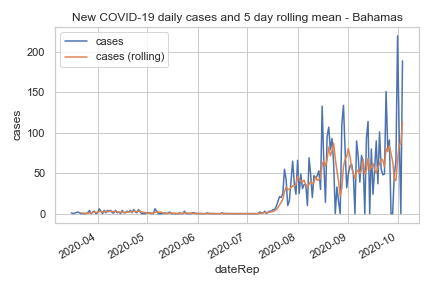 New COVID-19 daily cases and 5 day rolling mean - Bahamas
cases
cases (rolling)
200
150
100
50
0
cases
2020-04
2020-05
2020-06
2020-07
2020-08
2020-09
2020-10
dateRep